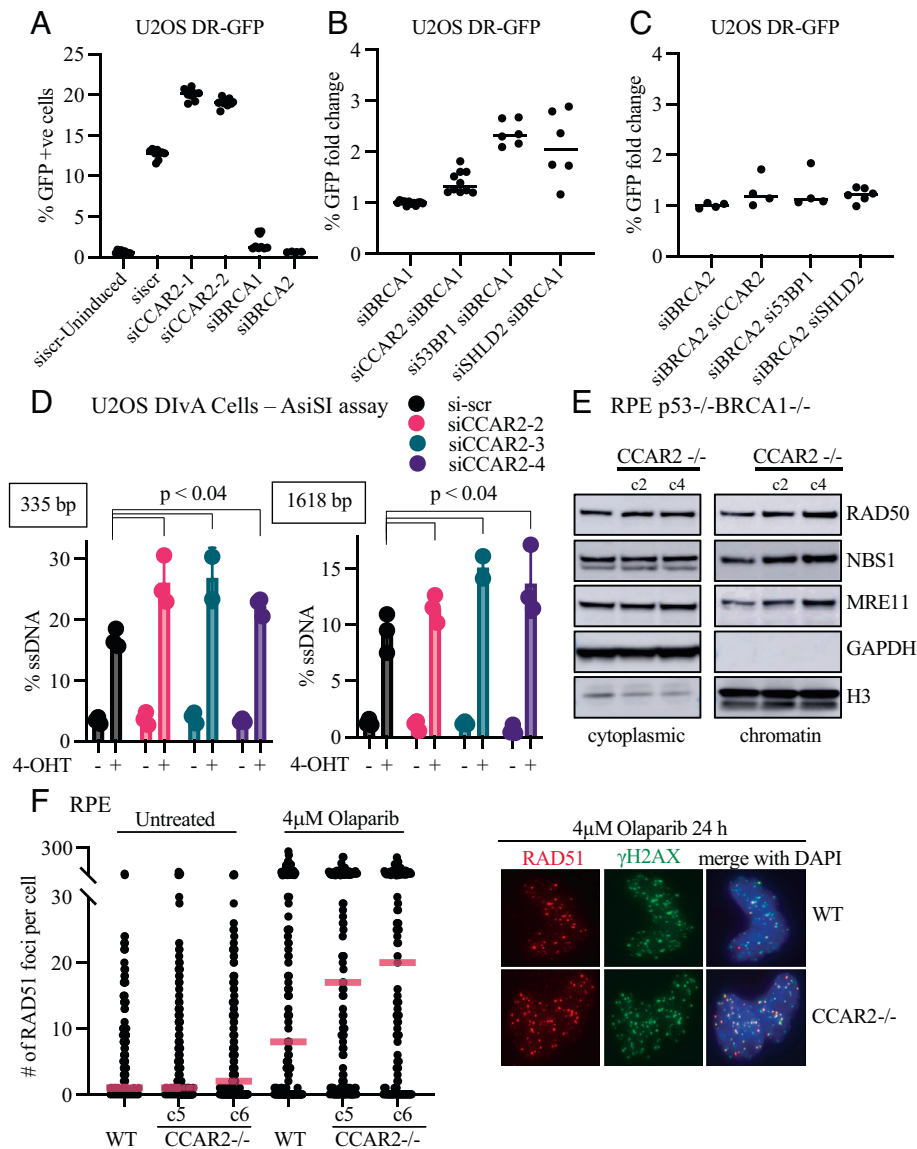 A
U2OS DR-GFP
% GFP +ve cells
25
20
15
10
5
0
siscr-Uninduced
siscr
siCCAR2-1
siCCAR2-2
siBRCA1
siBRCA2
B
U2OS DR-GFP
% GFP fold change
4
3
2
1
0
siBRCA1
siCCAR2 siBRCA1
si53BP1 siBRCA1
siSHLD2 siBRCA1
C
U2OS DR-GFP
% GFP fold change
4
3
2
1
0
siBRCA2
siBRCA2 siCCAR2
siBRCA2 si53BP1
siBRCA2 siSHLD2
D
U2OS DIvA Cells – AsiSI assay
si-scr
siCCAR2-2
siCCAR2-3
siCCAR2-4
335 bp
p < 0.04
% ssDNA
30
20
10
0
4-OHT - + - + - + - +
1618 bp
p < 0.04
% ssDNA
15
10
5
0
- + - + - + - +
E
RPE p53-/-BRCA1-/-
CCAR2 -/- CCAR2 -/-
c2 c4 c2 c4
RAD50
NBS1
MRE11
GAPDH
H3
cytoplasmic chromatin
F
RPE
Untreated 4µM Olaparib
# of RAD51 foci per cell
300
30
20
10
0
c5 c6 c5 c6
WT CCAR2-/- WT CCAR2-/-
4µM Olaparib 24 h
RAD51 γH2AX merge with DAPI
WT
CCAR2-/-